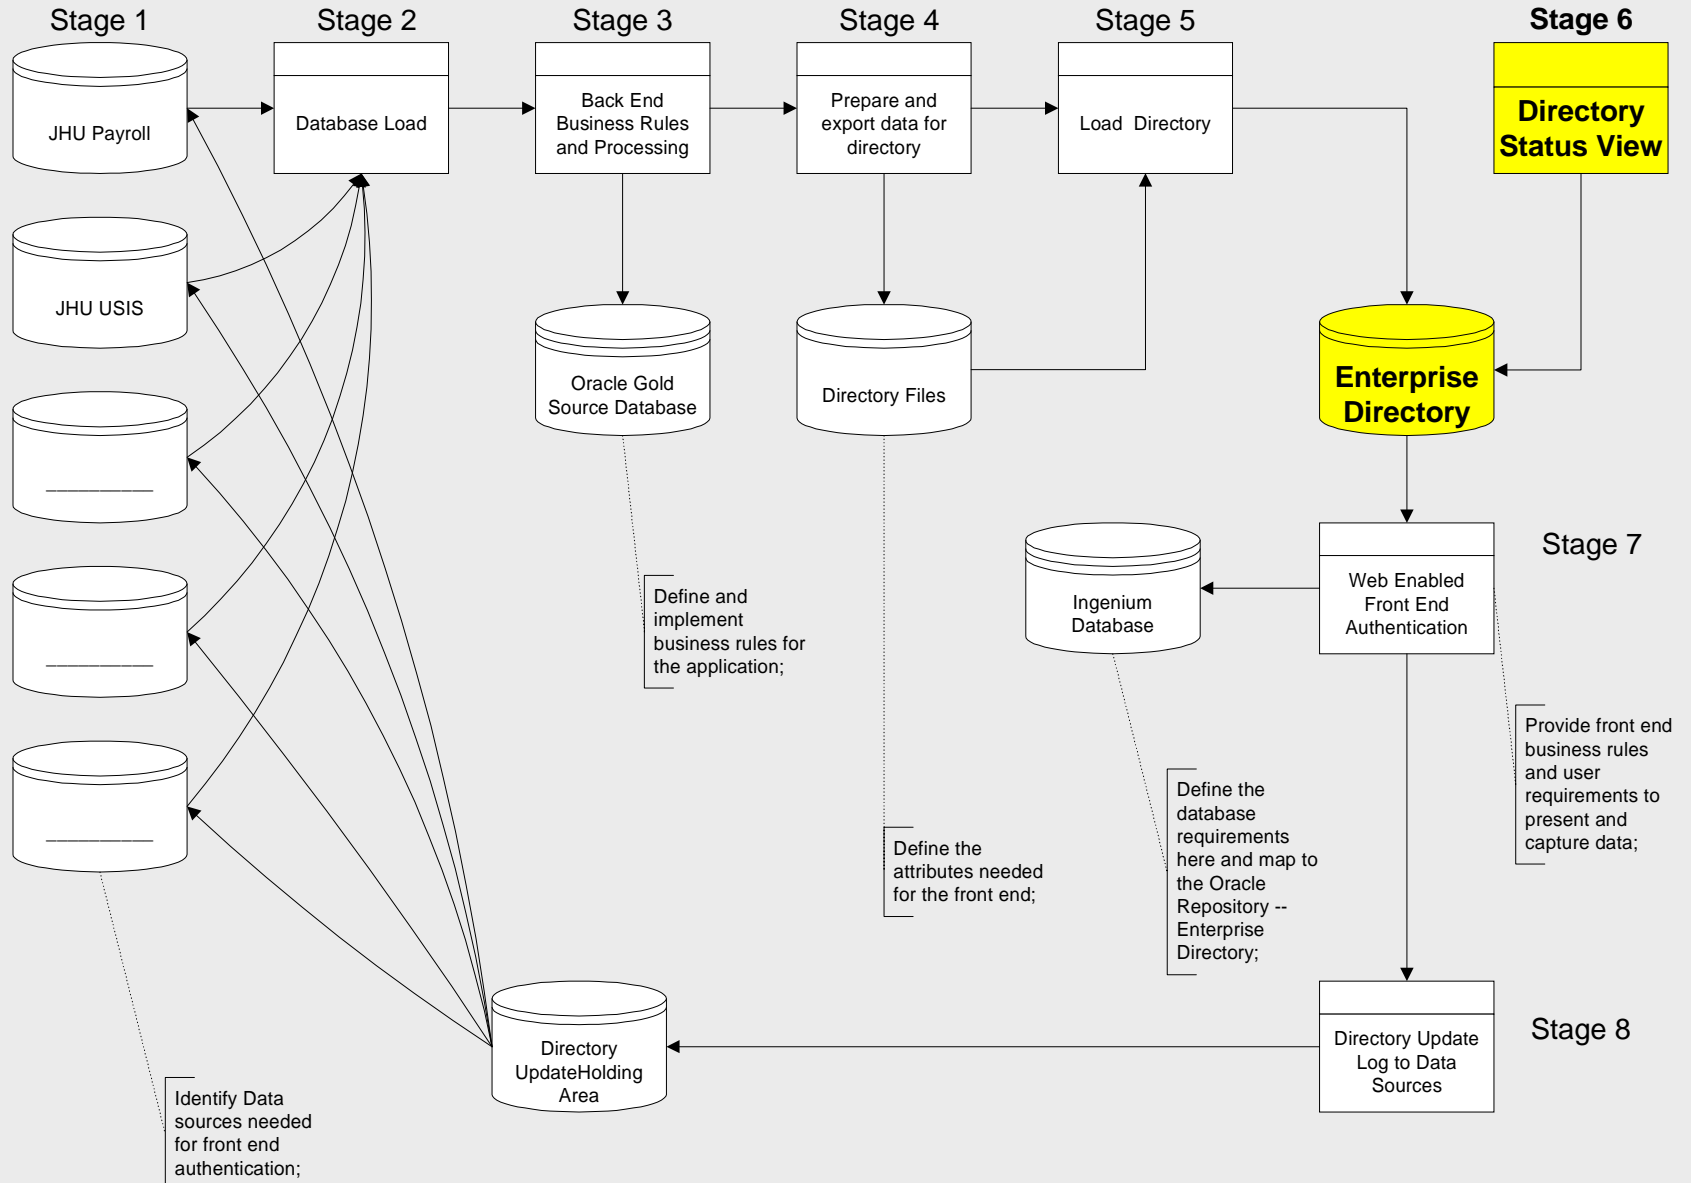 Stage 1
Stage 2
Stage 3
Stage 4
Stage 5
Stage 6
JHU Payroll
Database Load
Back End
Business Rules
and Processing
Prepare and
export data for
directory
Load Directory
Directory
Status View
JHU USIS
Oracle Gold
Source Database
Directory Files
Enterprise
Directory
__________
__________
__________
Stage 7
Ingenium
Database
Web Enabled
Front End
Authentication
Define and
implement
business rules for
the application;
Define the
attributes needed
for the front end;
Define the
database
requirements
here and map to
the Oracle
Repository --
Enterprise
Directory;
Provide front end
business rules
and user
requirements to
present and
capture data;
Stage 8
Directory Update
Log to Data
Sources
Directory
UpdateHolding
Area
Identify Data
sources needed
for front end
authentication;